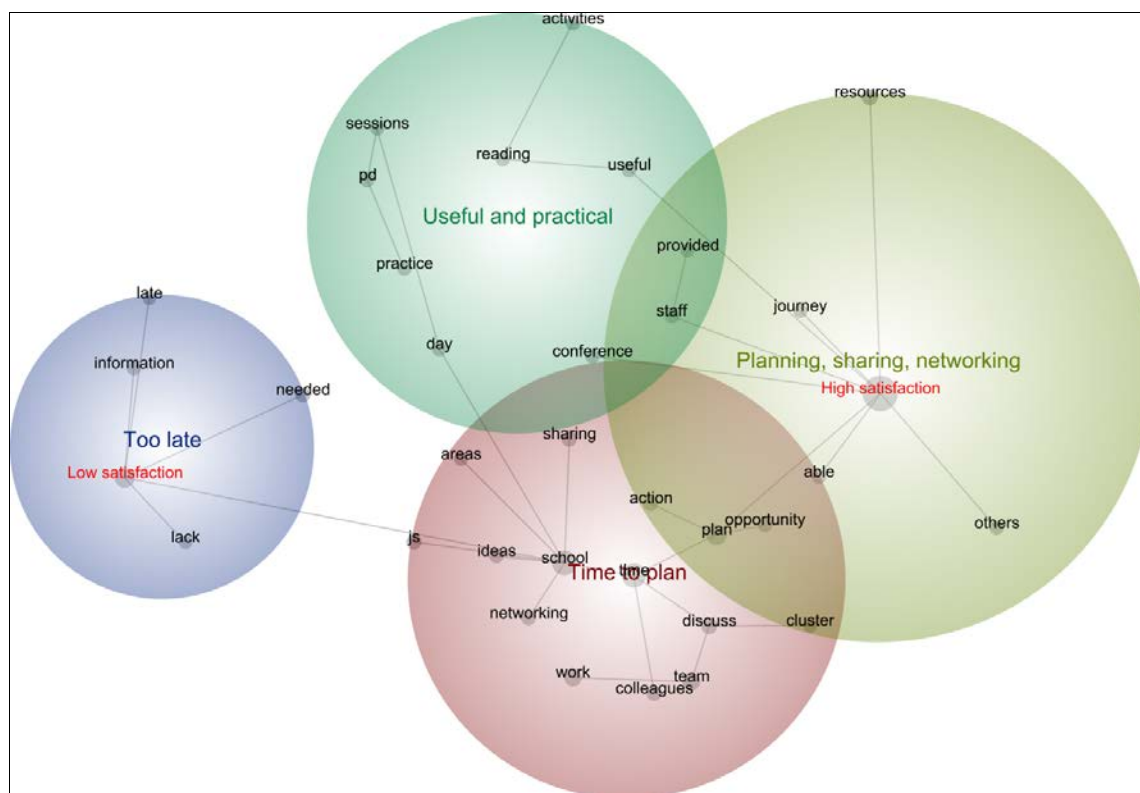 activities
resources
sessions
reading
useful
pd
Useful and practical
provided
practice
late
staff
journey
day
conference
information
Planning, sharing, networking
needed
High satisfaction
Too late
sharing
areas
Low satisfaction
able
action
opportunity
others
plan
lack
js
ideas
school
time
Time to plan
networking
discuss
cluster
work
team
colleagues